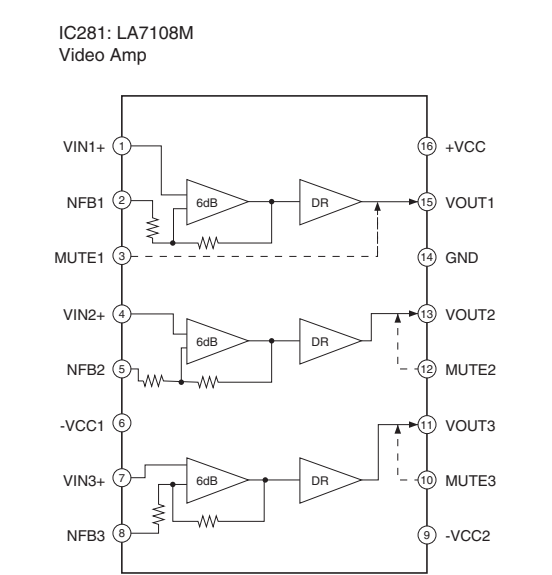 IC281: LA7108M
Video Amp
VIN1+ 1 16 +VCC
NFB1 2 6dB DR 15 VOUT1
MUTE1 3 14 GND
VIN2+ 4 13 VOUT2
6dB DR
NFB2 5 12 MUTE2
-VCC1 6 11 VOUT3
VIN3+ 7 6dB DR 10 MUTE3
NFB3 8 9 -VCC2